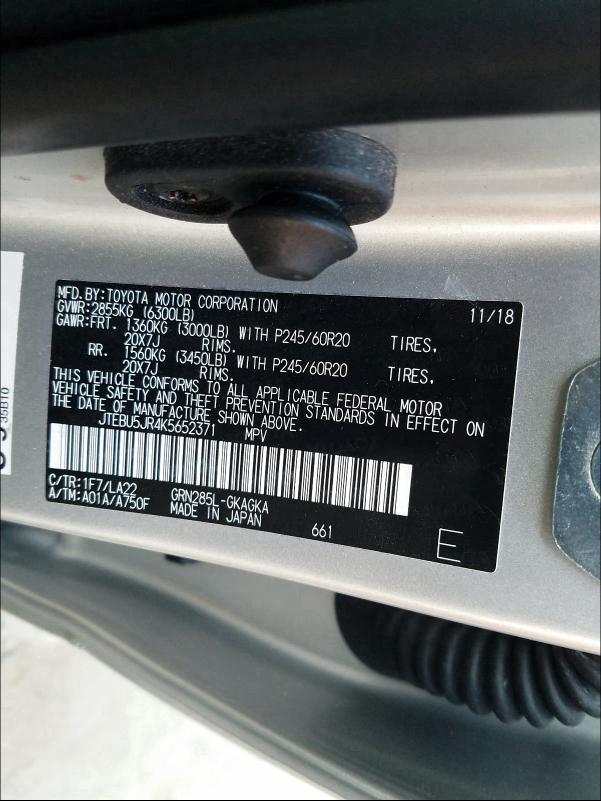 MFD.BY:TOYOTA MOTOR CORPORATION 11/18
GVWR:2855KG (6300LB)
GAWR:FRT. 1360KG (3000LB) WITH P245/60R20 TIRES,
20X7J RIMS.
RR. 1560KG (3450LB) WITH P245/60R20 TIRES,
20X7J RIMS.
THIS VEHICLE CONFORMS TO ALL APPLICABLE FEDERAL MOTOR
VEHICLE SAFETY AND THEFT PREVENTION STANDARDS IN EFFECT ON
THE DATE OF MANUFACTURE SHOWN ABOVE.
JTEBU5JR4K5652371 MPV
C/TR:1F7/LA22 GRN285L-GKAGKA
A/TM:A01A/A750F MADE IN JAPAN 661
E
35B10